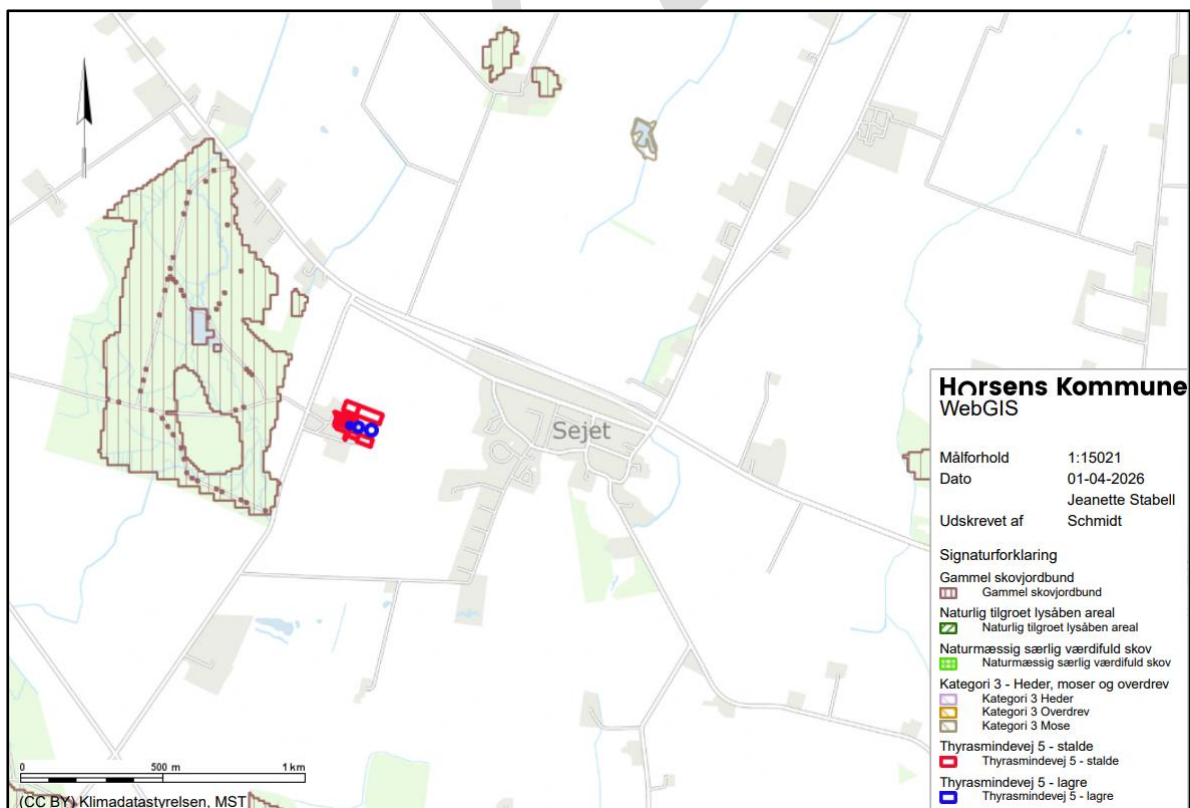 Sejet
Horsens Kommune
WebGIS
Målforhold 1:15021
Dato 01-04-2026
Jeanette Stabell
Udskrevet af Schmidt
Signaturforklaring
Gammel skovjordbund
Gammel skovjordbund
Naturlig tilgroet lysåben areal
Naturlig tilgroet lysåben areal
Naturmæssig særlig værdifuld skov
Naturmæssig særlig værdifuld skov
Kategori 3 - Heder, moser og overdrev
Kategori 3 Heder
Kategori 3 Overdrev
Kategori 3 Mose
Thyrasmindevej 5 - stalde
Thyrasmindevej 5 - stalde
Thyrasmindevej 5 - lagre
Thyrasmindevej 5 - lagre
0 500 m 1 km
(CC BY) Klimadatastyrelsen, MST